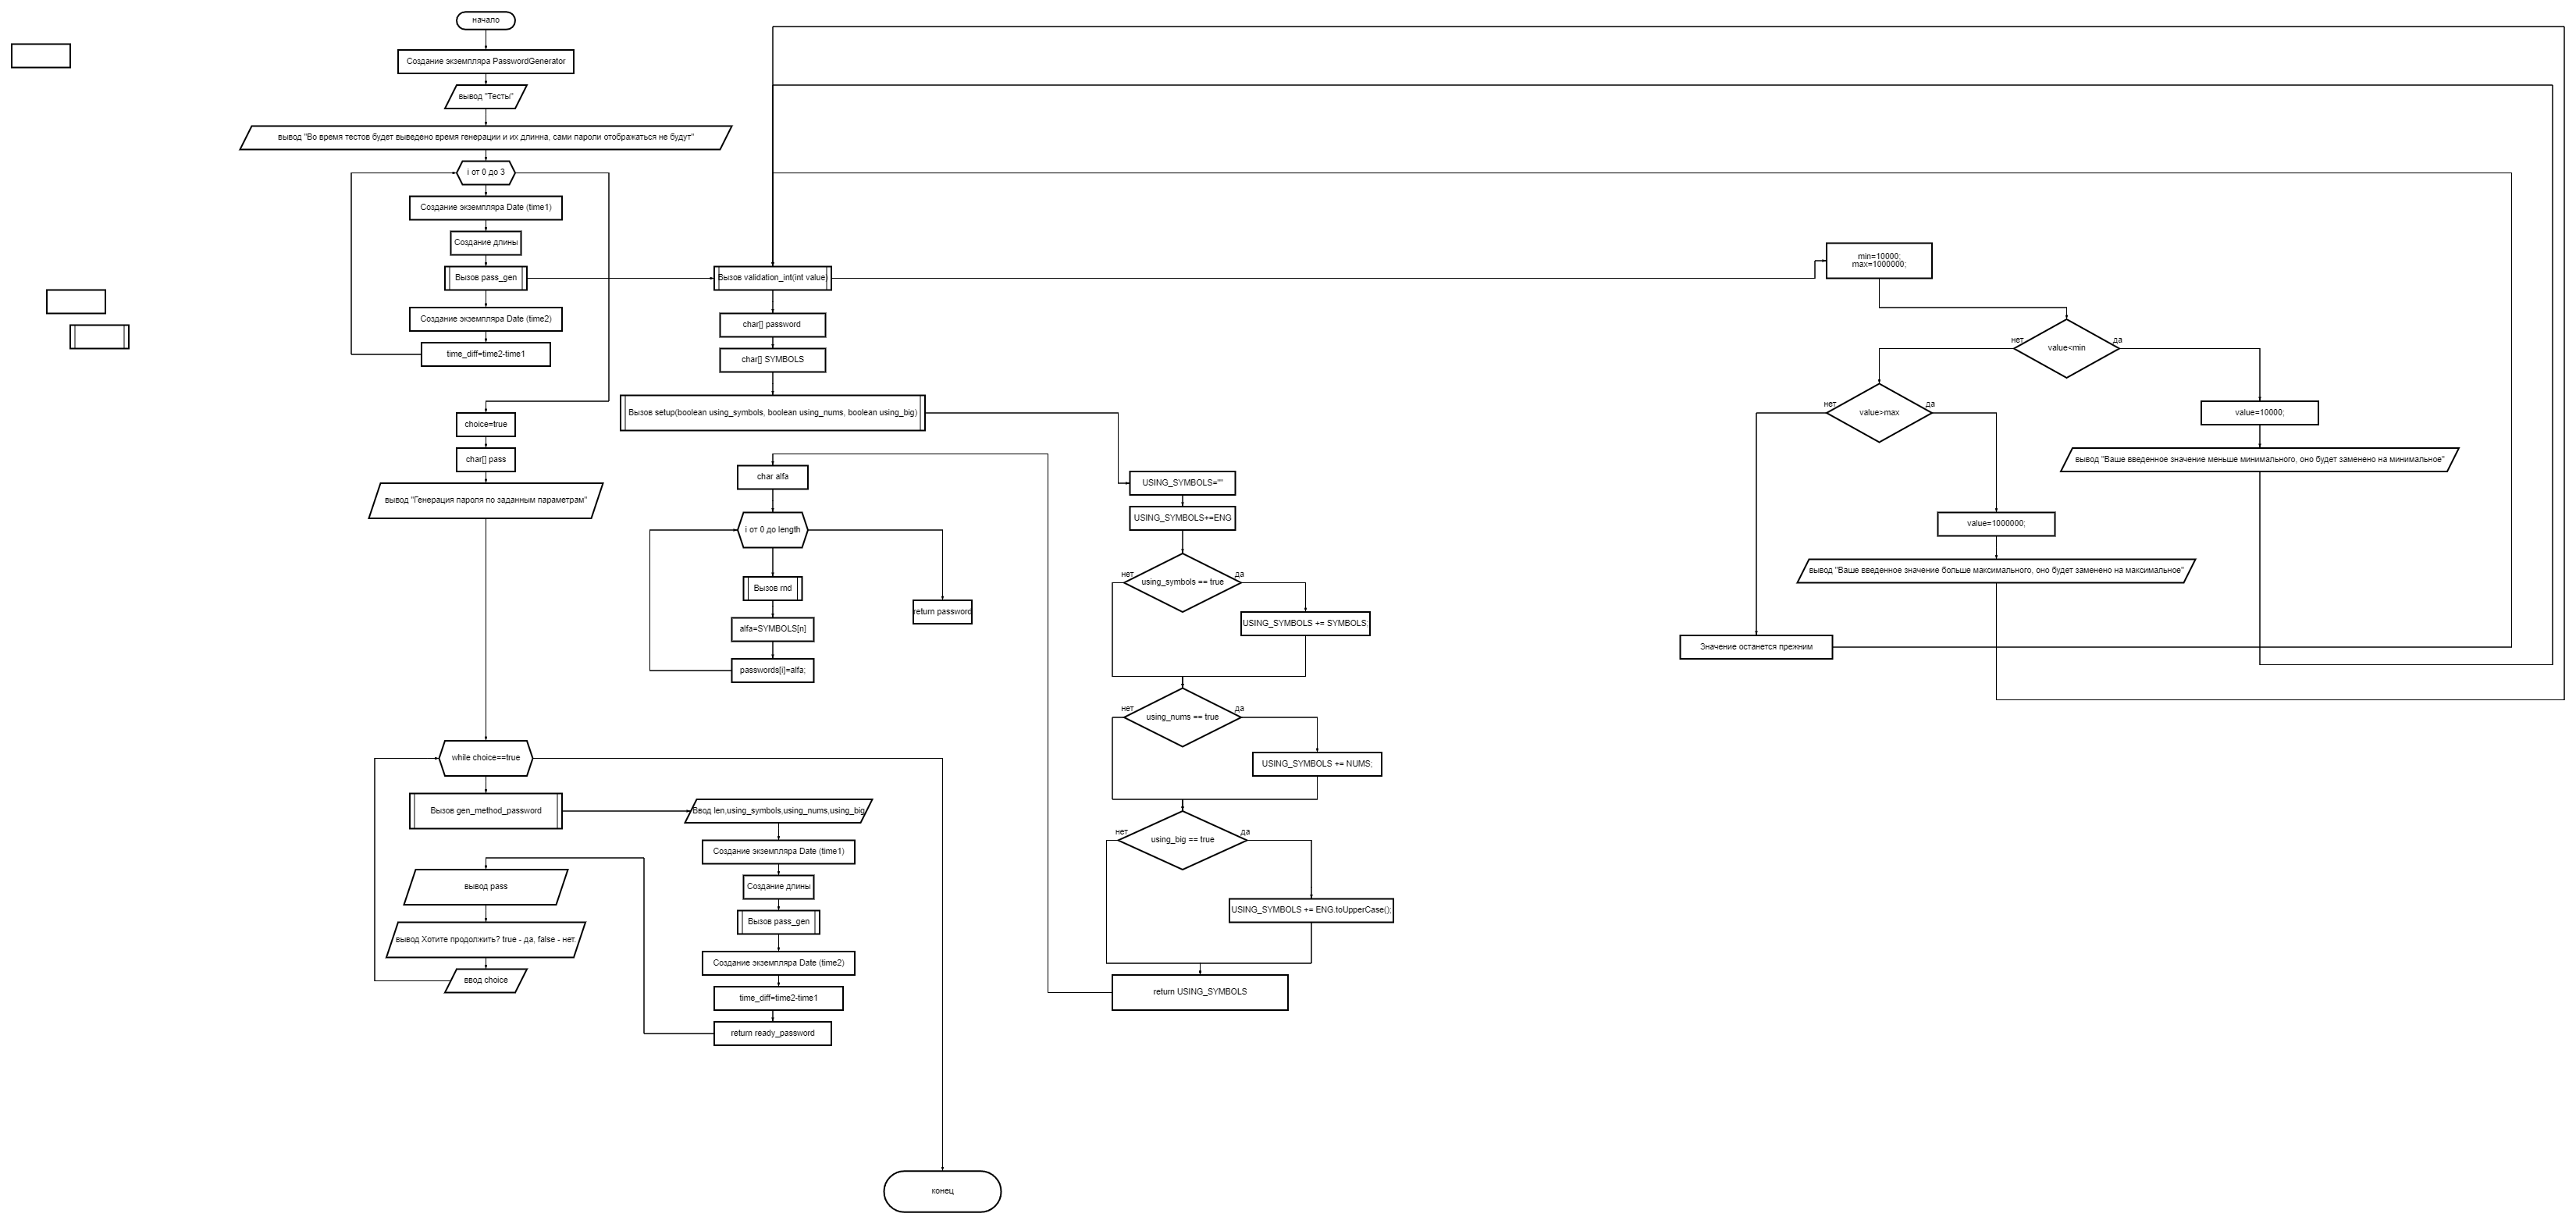 начало
Создание экземпляра PasswordGenerator
вывод "Тесты"
вывод "Во время тестов будет выведено время генерации и их длинна, сами пароли отображаться не будут"
i от 0 до 3
Создание экземпляра Date (time1)
Создание длины
Вызов pass_gen
Создание экземпляра Date (time2)
time_diff=time2-time1
choice=true
char[] pass
вывод "Генерация пароля по заданным параметрам"
while choice==true
Вызов gen_method_password
вывод pass
вывод Хотите продолжить? true - да, false - нет.
ввод choice
Ввод len,using_symbols,using_nums,using_big
Создание экземпляра Date (time1)
Создание длины
Вызов pass_gen
Создание экземпляра Date (time2)
time_diff=time2-time1
return ready_password
конец
Вызов validation_int(int value)
char[] password
char[] SYMBOLS
Вызов setup(boolean using_symbols, boolean using_nums, boolean using_big)
char alfa
i от 0 до length
Вызов rnd
alfa=SYMBOLS[n]
passwords[i]=alfa;
return password
USING_SYMBOLS=""
USING_SYMBOLS+=ENG
нет
using_symbols == true
да
USING_SYMBOLS += SYMBOLS;
нет
using_nums == true
да
USING_SYMBOLS += NUMS;
нет
using_big == true
да
USING_SYMBOLS += ENG.toUpperCase();
return USING_SYMBOLS
min=10000;
max=1000000;
нет
value<min
да
нет
value>max
да
value=10000;
вывод "Ваше введенное значение меньше минимального, оно будет заменено на минимальное"
value=1000000;
вывод "Ваше введенное значение больше максимального, оно будет заменено на максимальное"
Значение останется прежним